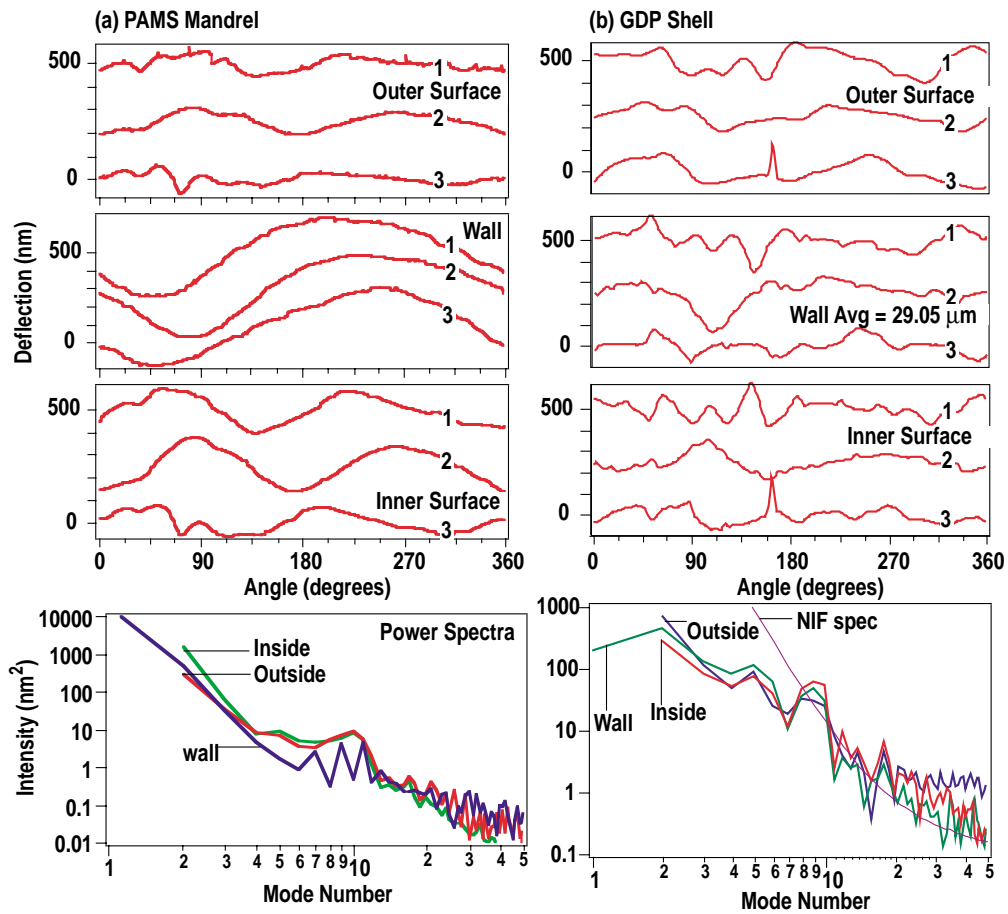 (a) PAMS Mandrel
500
0
1
Outer Surface
2
3
Deflection (nm)
500
0
Wall
1
2
3
500
0
1
2
Inner Surface
3
0 90 180 270 360
Angle (degrees)
10000
1000
100
10
1
0.1
0.01
Intensity (nm²)
Power Spectra
Inside
Outside
wall
1 2 3 4 5 6 7 8 9 10 2 3 4 5
Mode Number
(b) GDP Shell
500
0
1
Outer Surface
2
3
500
0
1
2
Wall Avg = 29.05 μm
3
500
0
1
Inner Surface
2
3
0 90 180 270 360
Angle (degrees)
1000
100
10
1
0.1
Outside
NIF spec
Wall
Inside
1 2 3 4 5 6 7 8 9 10 2 3 4 5
Mode Number